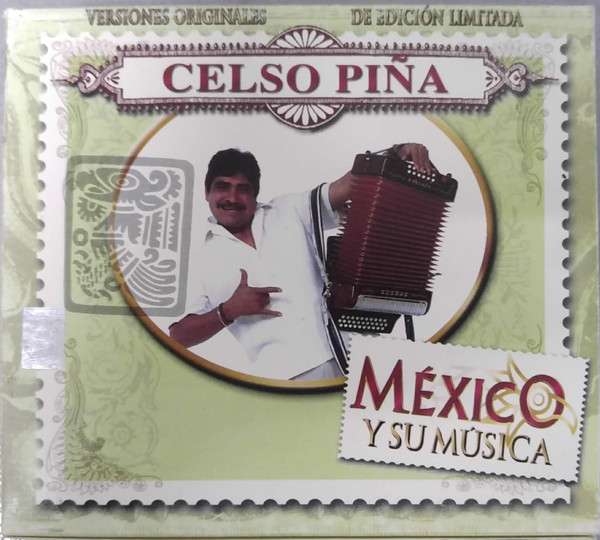 VERSIONES ORIGINALES DE EDICIÓN LIMITADA
CELSO PIÑA
MÉXICO
Y SU MÚSICA